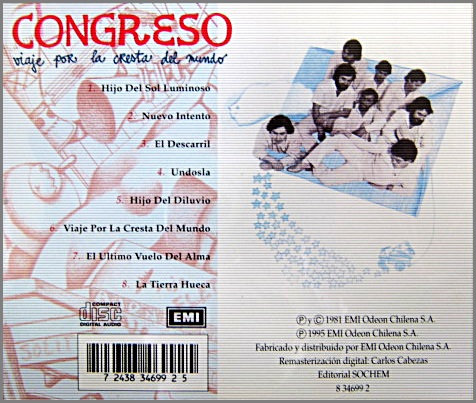 CONGRESO
viaje por la cresta del mundo
1. Hijo Del Sol Luminoso
2. Nuevo Intento
3. El Descarril
4. Undosla
5. Hijo Del Diluvio
6. Viaje Por La Cresta Del Mundo
7. El Ultimo Vuelo Del Alma
8. La Tierra Hueca
COMPACT
disc
DIGITAL AUDIO
EMI
7 24383 46992 5
℗ y © 1981 EMI Odeon Chilena S.A.
℗ 1995 EMI Odeon Chilena S.A.
Fabricado y distribuido por EMI Odeon Chilena S.A.
Remasterización digital: Carlos Cabezas
Editorial SOCHEM
8 34699 2